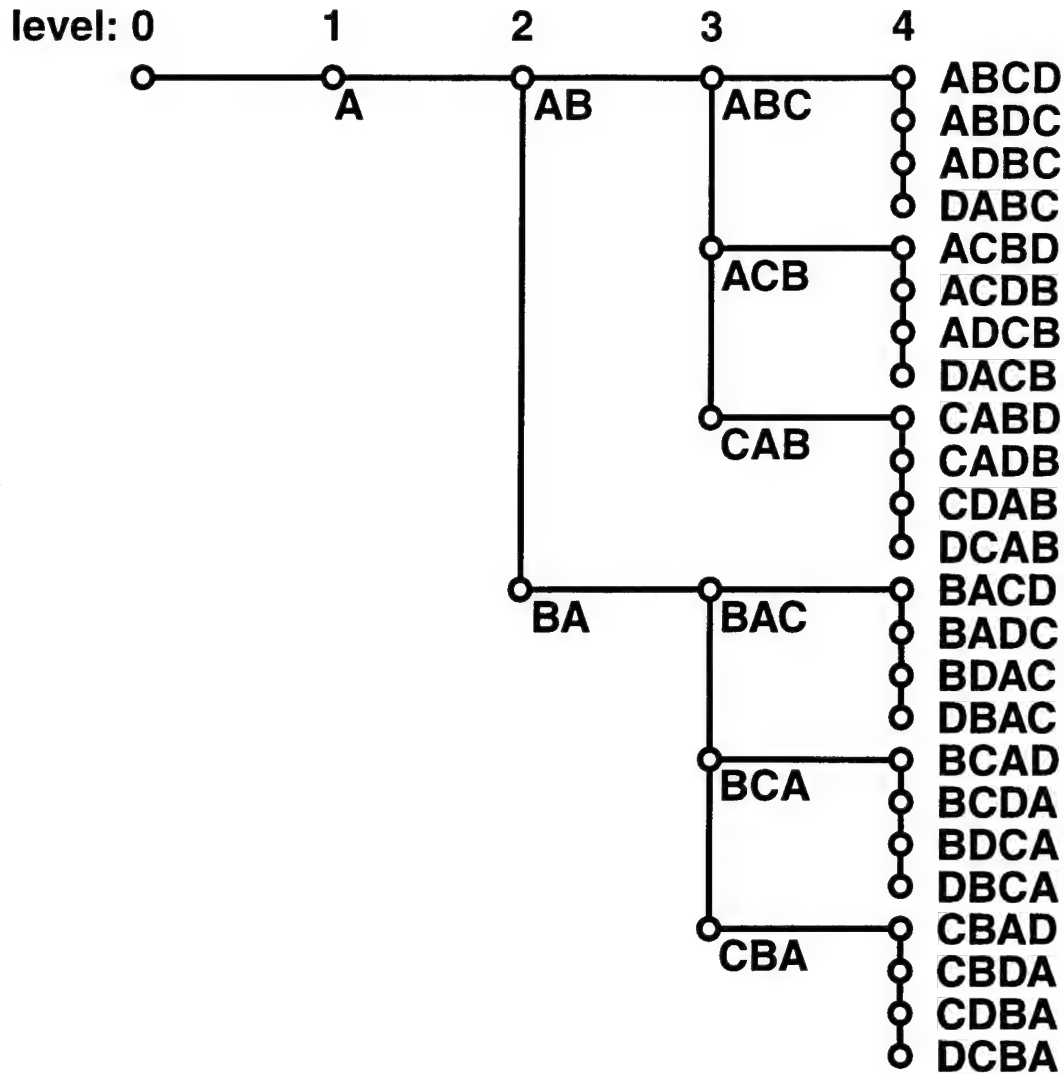 level: 0 1 2 3 4
A AB ABC ABCD
ABDC
ADBC
DABC
ACB ACBD
ACDB
ADCB
DACB
CAB CABD
CADB
CDAB
DCAB
BA BAC BACD
BADC
BDAC
DBAC
BCA BCAD
BCDA
BDCA
DBCA
CBA CBAD
CBDA
CDBA
DCBA